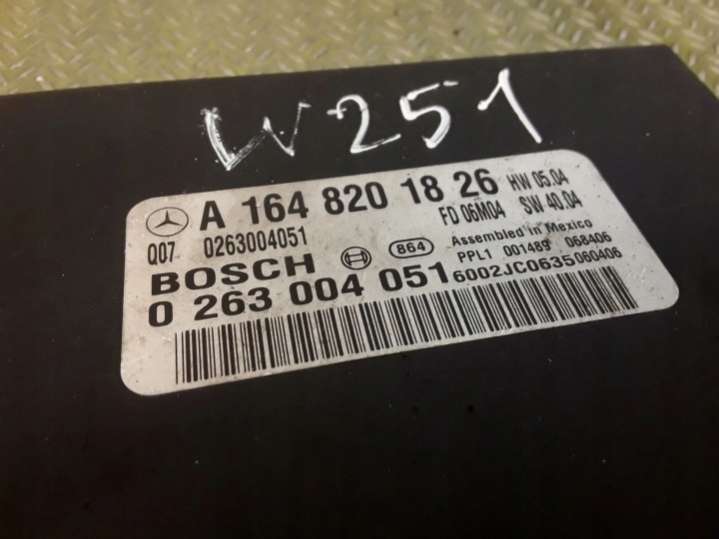 W251
A 164 820 18 26 HW 05.04
FD 06M04 SW 40.04
Q07 0263004051 864 Assembled in Mexico
BOSCH PPL1 001489 068406
0 263 004 051 6002JC0635060406